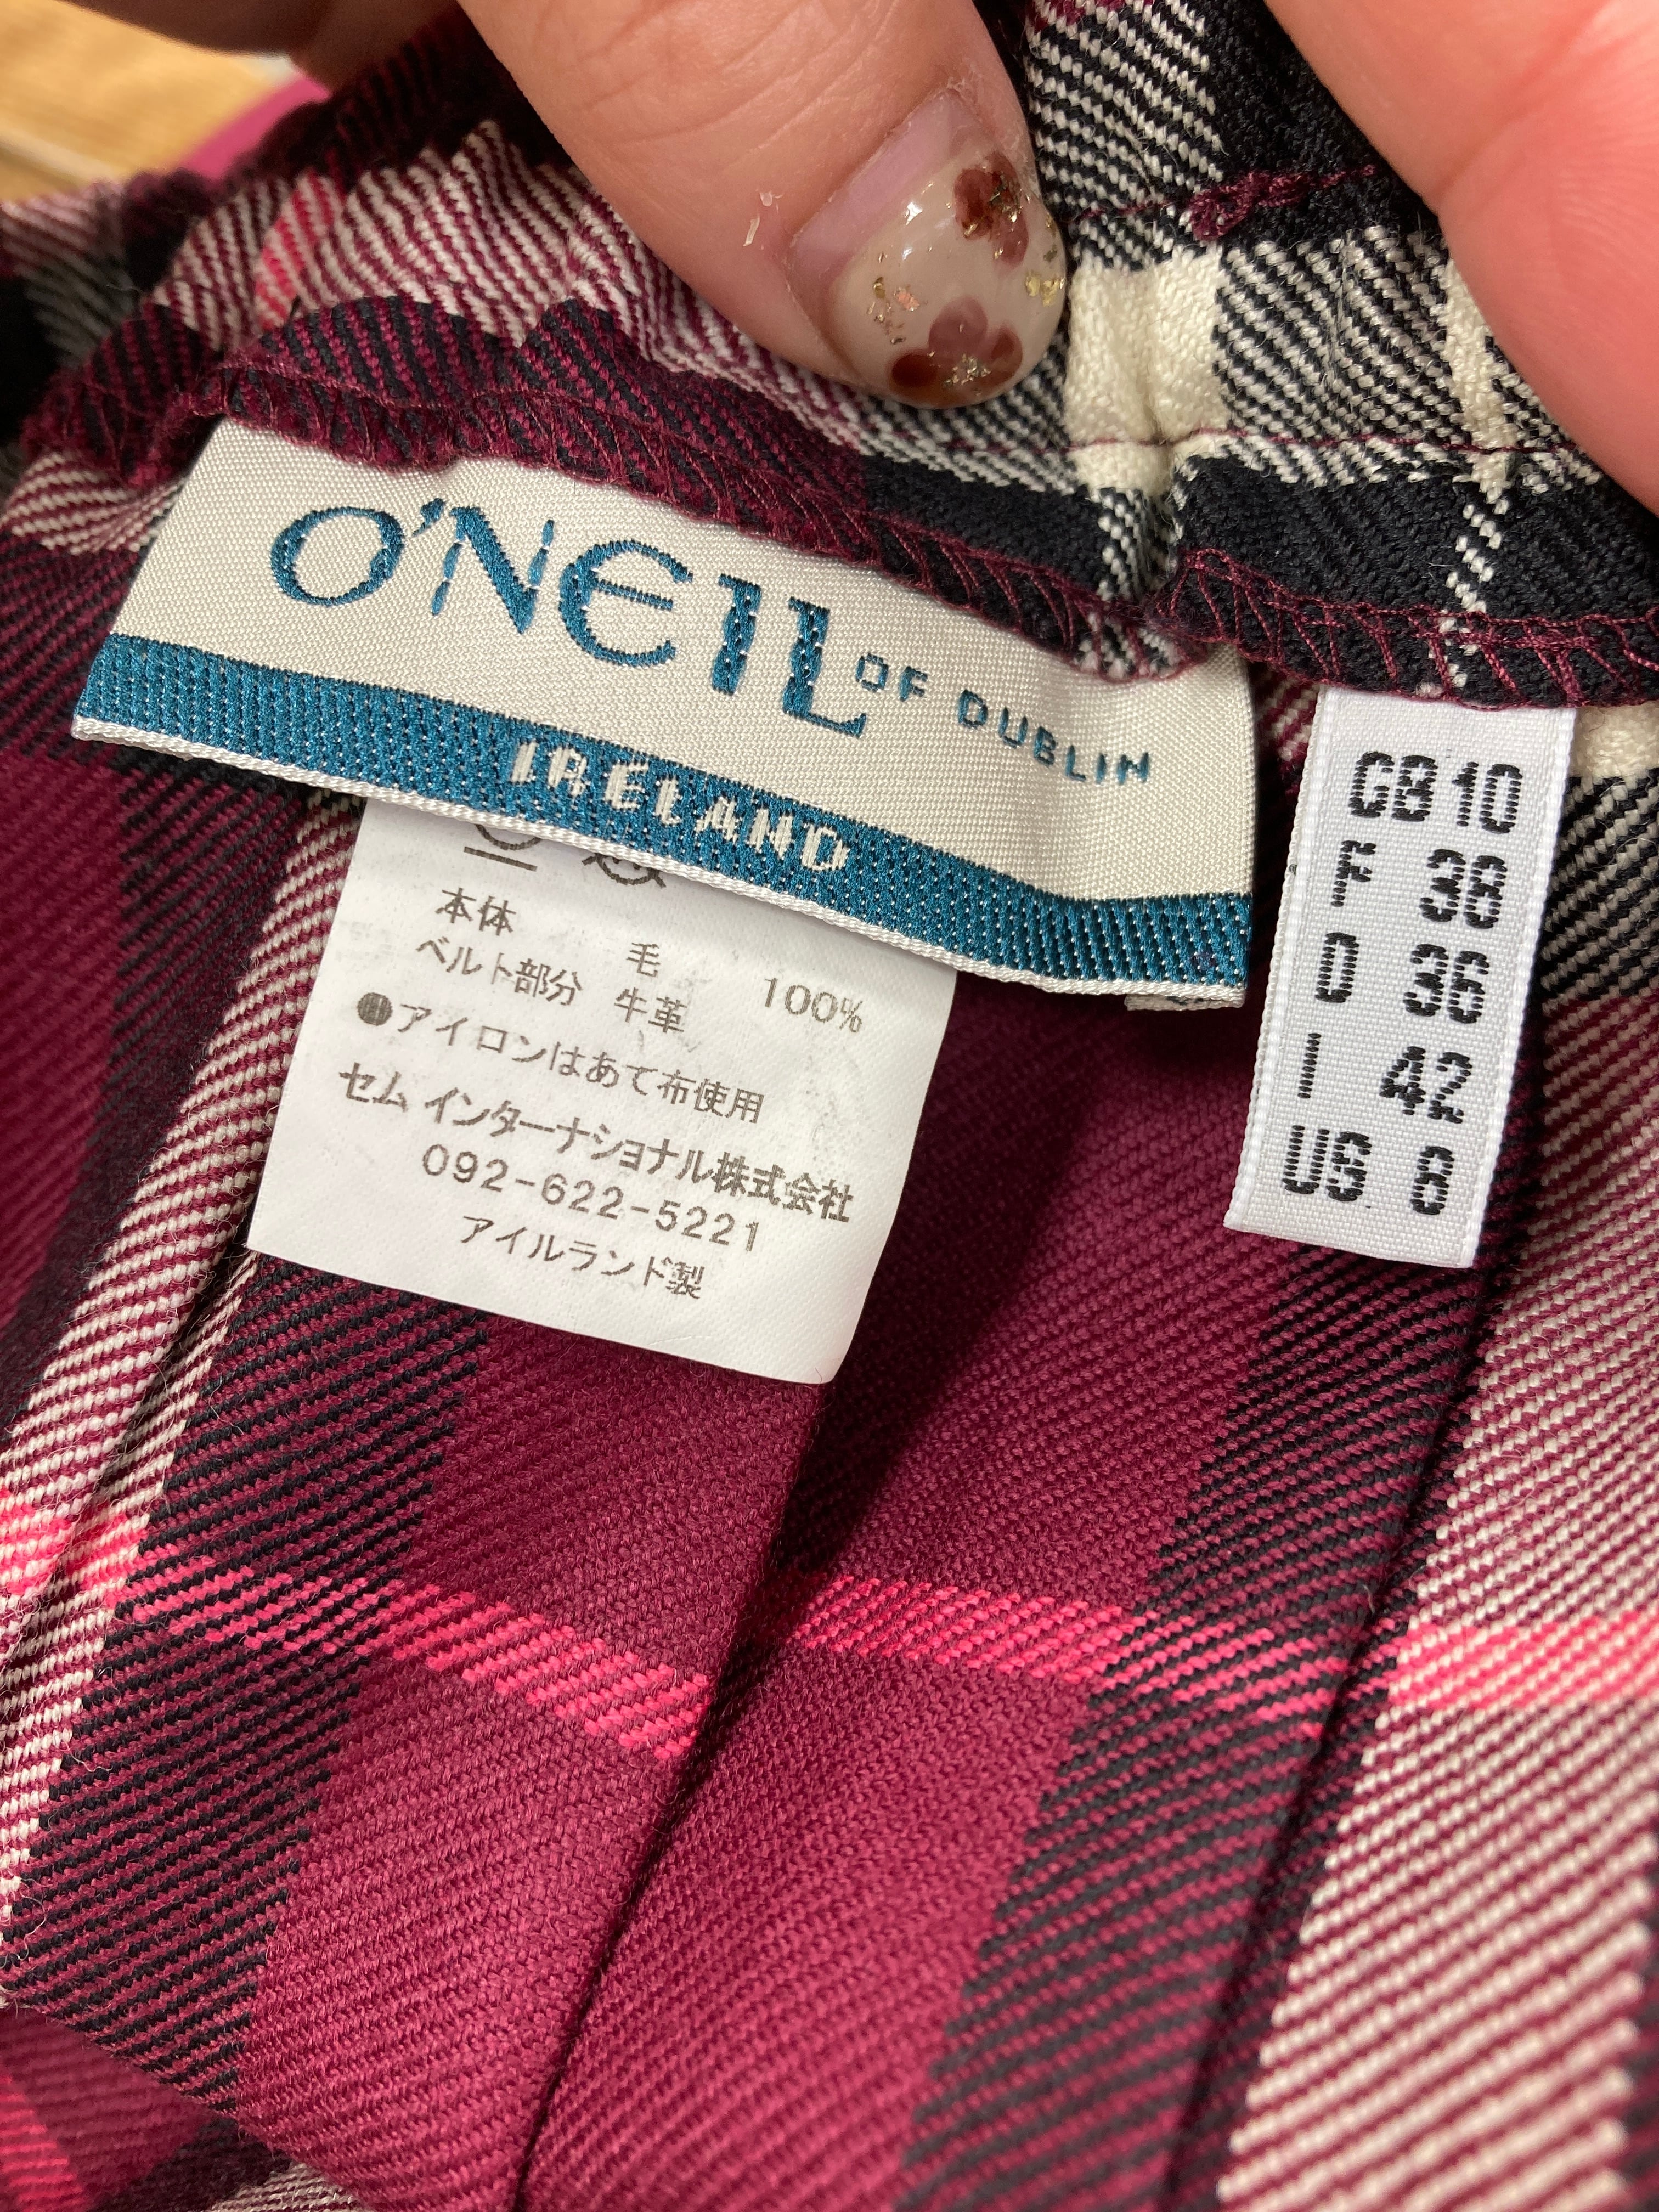 O'NEIL OF DUBLIN
IRELAND
GB 10
F 38
D 36
I 42
US 8
本体 毛 100%
ベルト部分 牛革
●アイロンはあて布使用
セム インターナショナル株式会社
092-622-5221
アイルランド製